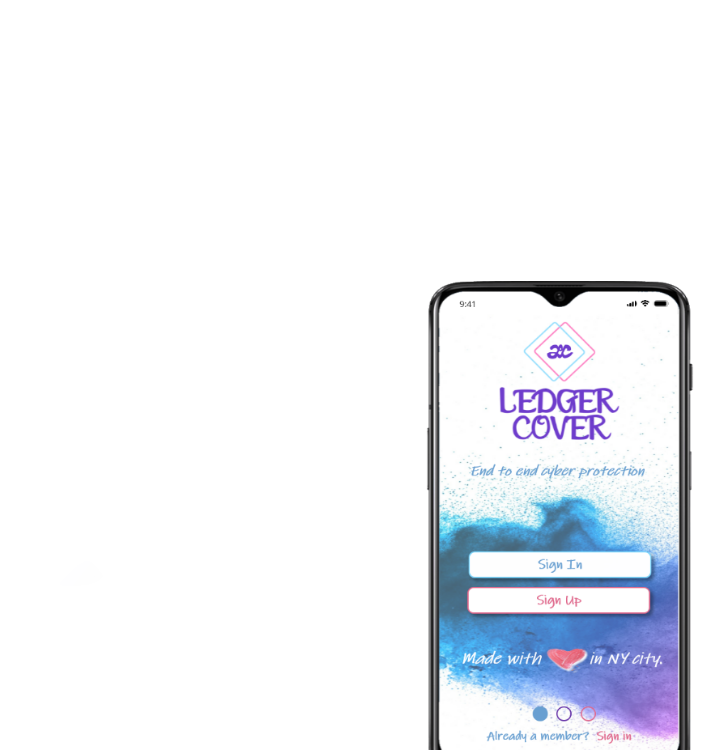 9:41
LEDGER
COVER
End to end cyber protection
Sign In
Sign Up
Made with in NY city.
Already a member? Sign in